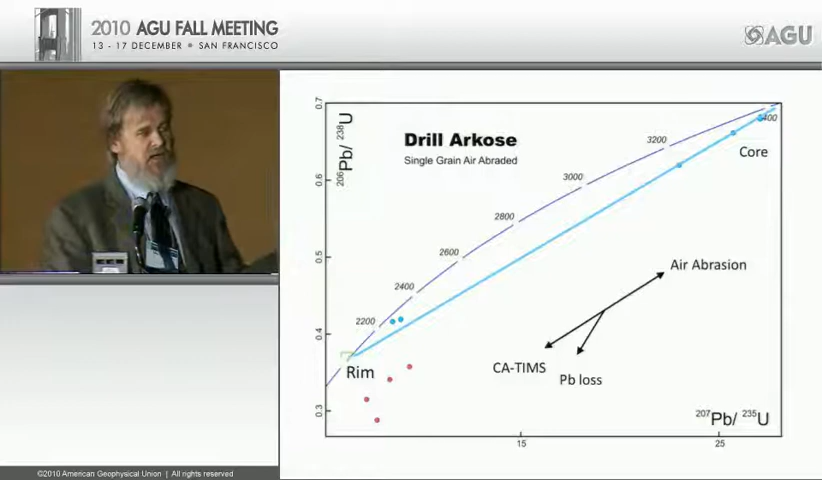 2010 AGU FALL MEETING
13 - 17 DECEMBER SAN FRANCISCO
AGU
0.7
206Pb/ 238U
Drill Arkose
Single Grain Air Abraded
3400
3200
Core
0.6
3000
2800
2600
0.5
Air Abrasion
2400
2200
0.4
CA-TIMS
Rim
Pb loss
0.3
207Pb/ 235U
15
25
©2010 American Geophysical Union | All rights reserved